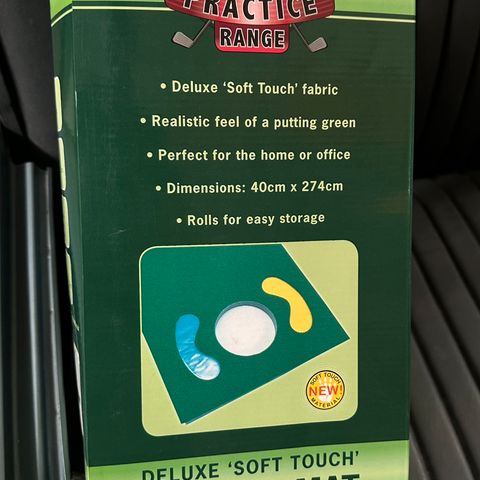 PRACTICE
RANGE
• Deluxe 'Soft Touch' fabric
• Realistic feel of a putting green
• Perfect for the home or office
• Dimensions: 40cm x 274cm
• Rolls for easy storage
SOFT TOUCH
NEW!
MATERIAL
DELUXE 'SOFT TOUCH'
MAT